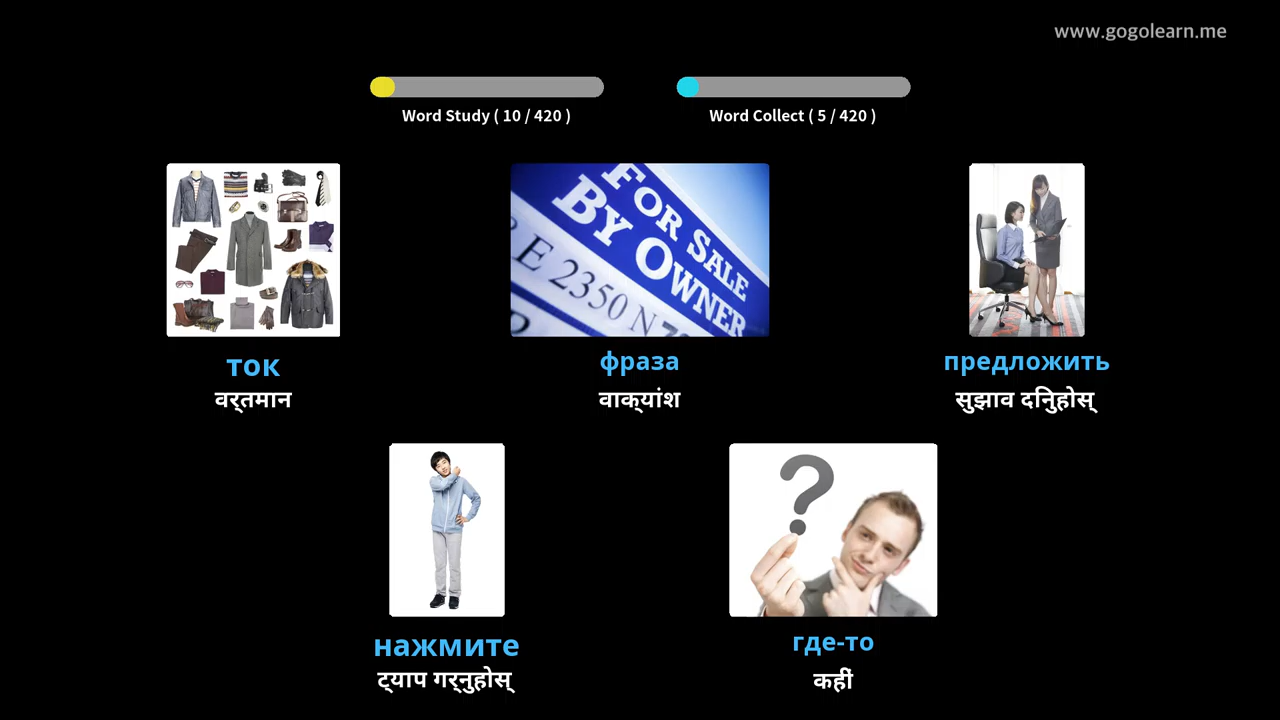 www.gogolearn.me
Word Study ( 10 / 420 )
Word Collect ( 5 / 420 )
FOR SALE
BY OWNER
E 2350 N
ток
वर्तमान
фраза
वाक्यांश
предложить
सुझाव दिनुहोस्
нажмите
ट्याप गर्नुहोस्
?
где-то
कहीं